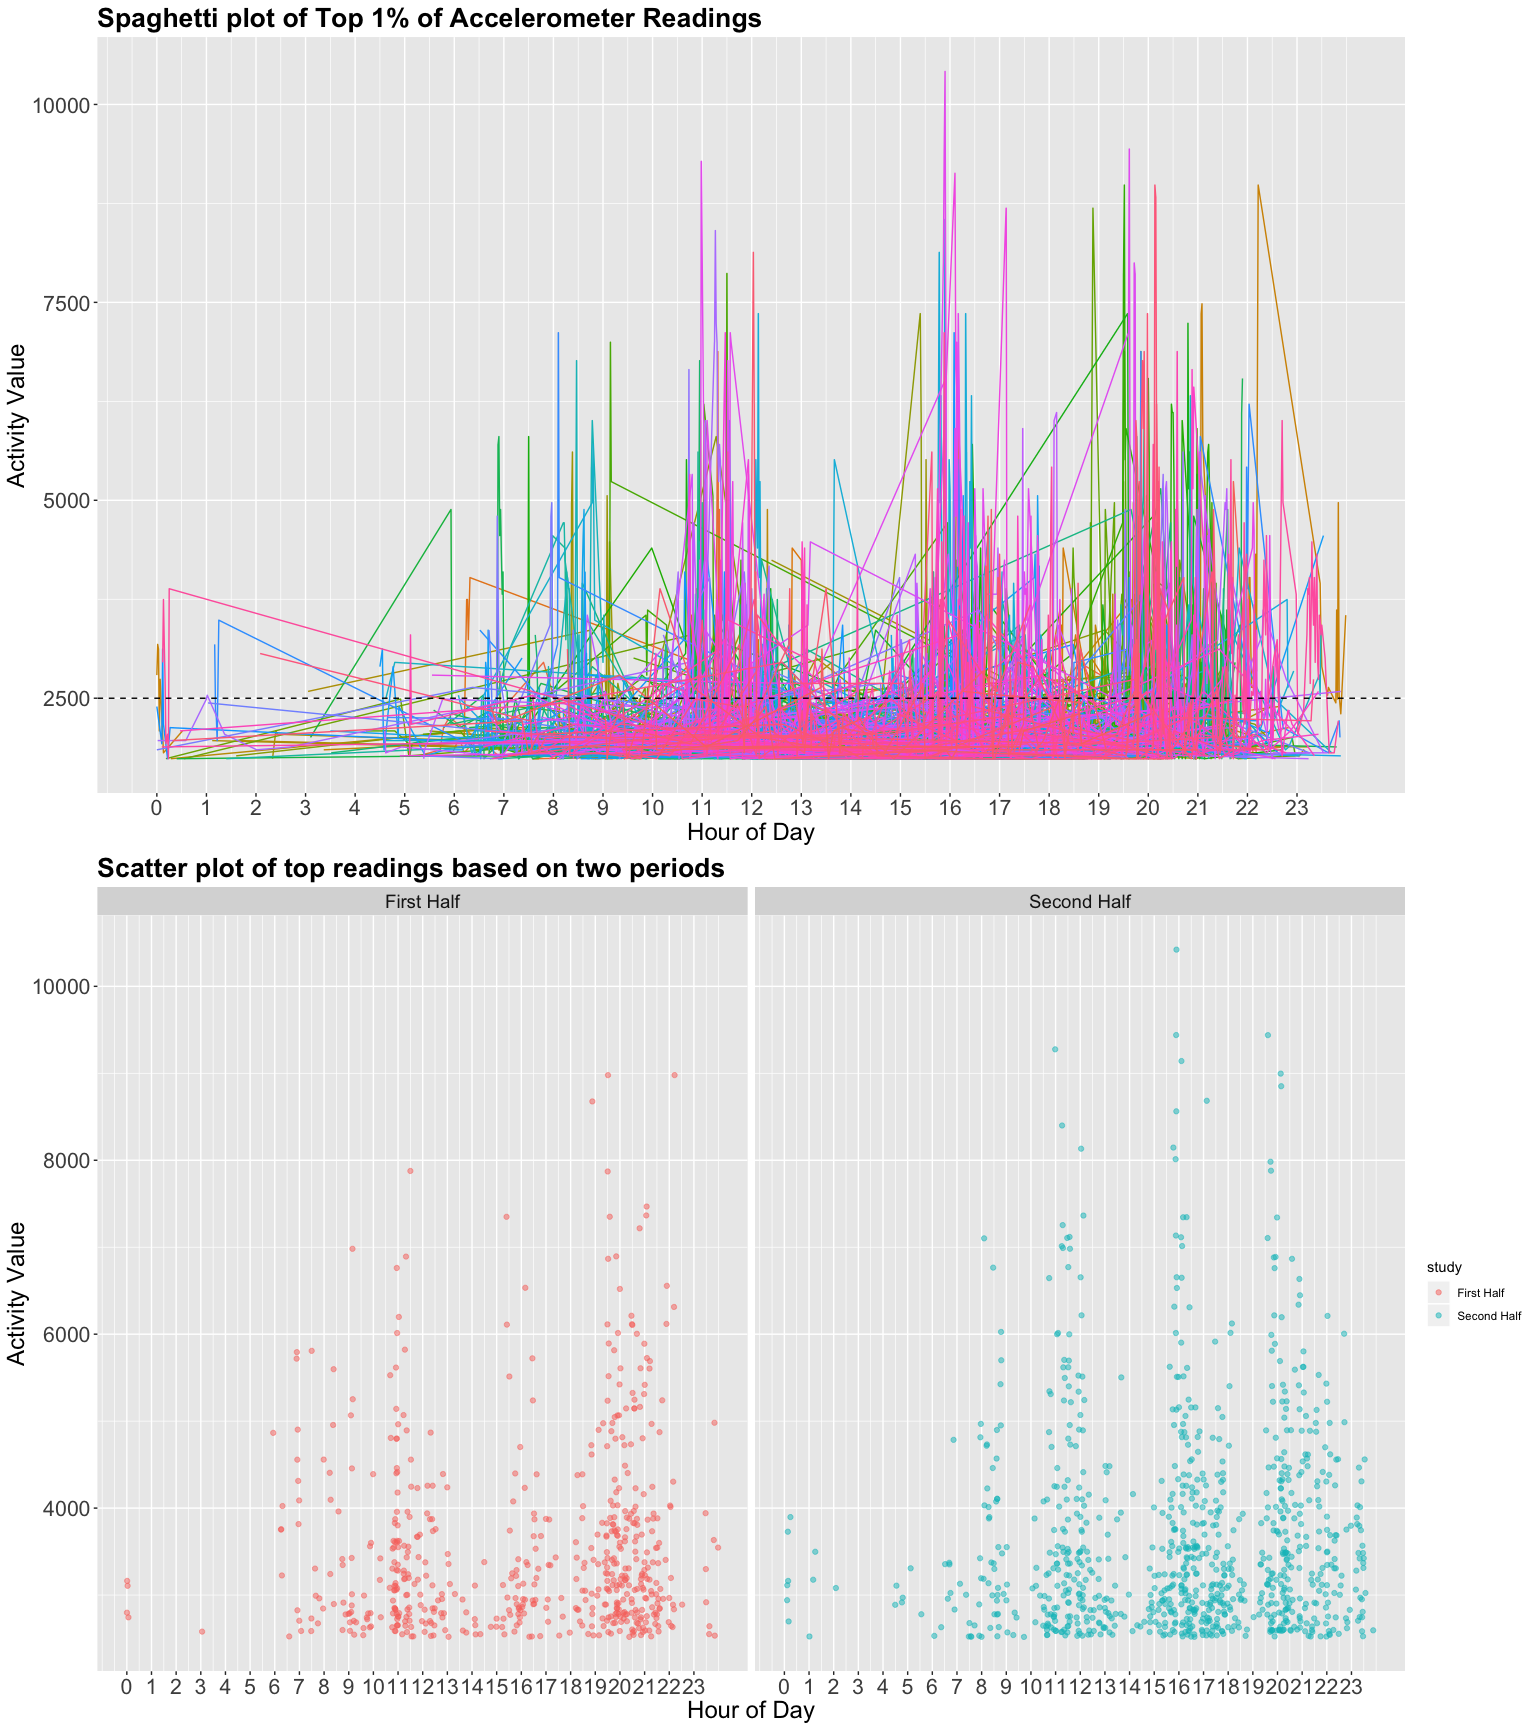 Spaghetti plot of Top 1% of Accelerometer Readings
Activity Value
10000
7500
5000
2500
0 1 2 3 4 5 6 7 8 9 10 11 12 13 14 15 16 17 18 19 20 21 22 23
Hour of Day
Scatter plot of top readings based on two periods
First Half Second Half
Activity Value
10000
8000
6000
4000
0 1 2 3 4 5 6 7 8 9 10 11 12 13 14 15 16 17 18 19 20 21 22 23 0 1 2 3 4 5 6 7 8 9 10 11 12 13 14 15 16 17 18 19 20 21 22 23
Hour of Day
study
First Half
Second Half